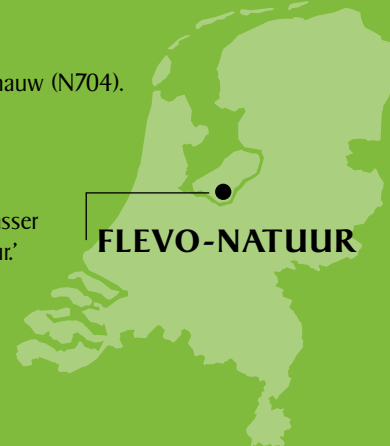 nauw (N704).
sser
ur.’
FLEVO-NATUUR